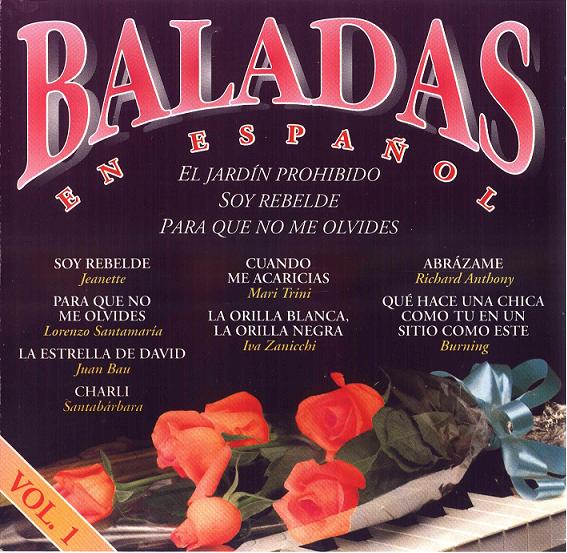 BALADAS
EN ESPAÑOL
EL JARDÍN PROHIBIDO
SOY REBELDE
PARA QUE NO ME OLVIDES
SOY REBELDE
Jeanette
PARA QUE NO
ME OLVIDES
Lorenzo Santamaría
LA ESTRELLA DE DAVID
Juan Bau
CHARLI
Santabárbara
CUANDO
ME ACARICIAS
Mari Trini
LA ORILLA BLANCA,
LA ORILLA NEGRA
Iva Zanicchi
ABRÁZAME
Richard Anthony
QUÉ HACE UNA CHICA
COMO TU EN UN
SITIO COMO ESTE
Burning
VOL. 1